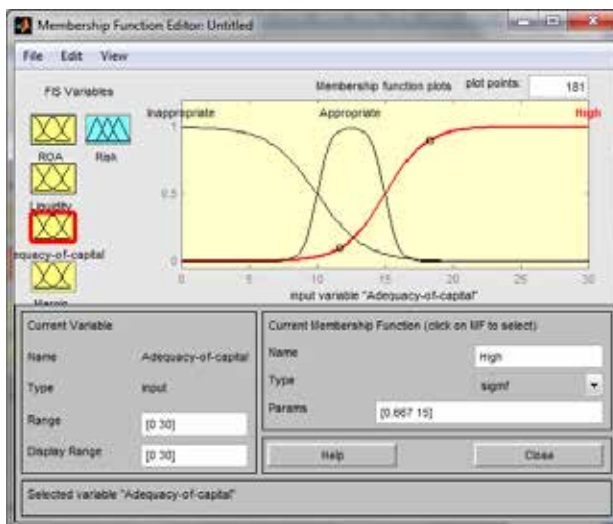 Membership Function Editor: Untitled
File Edit View
FIS Variables
Membership function plots plot points: 181
Inappropriate Appropriate High
ROA Risk
Liquidity
equacy-of-capital
Margin
1
0.5
0
0 5 10 15 20 25 30
input variable "Adequacy-of-capital"
Current Variable
Name Adequacy-of-capital
Type input
Range [0 30]
Display Range [0 30]
Current Membership Function (click on MF to select)
Name High
Type sigmf
Params [0.667 15]
Help Close
Selected variable "Adequacy-of-capital"